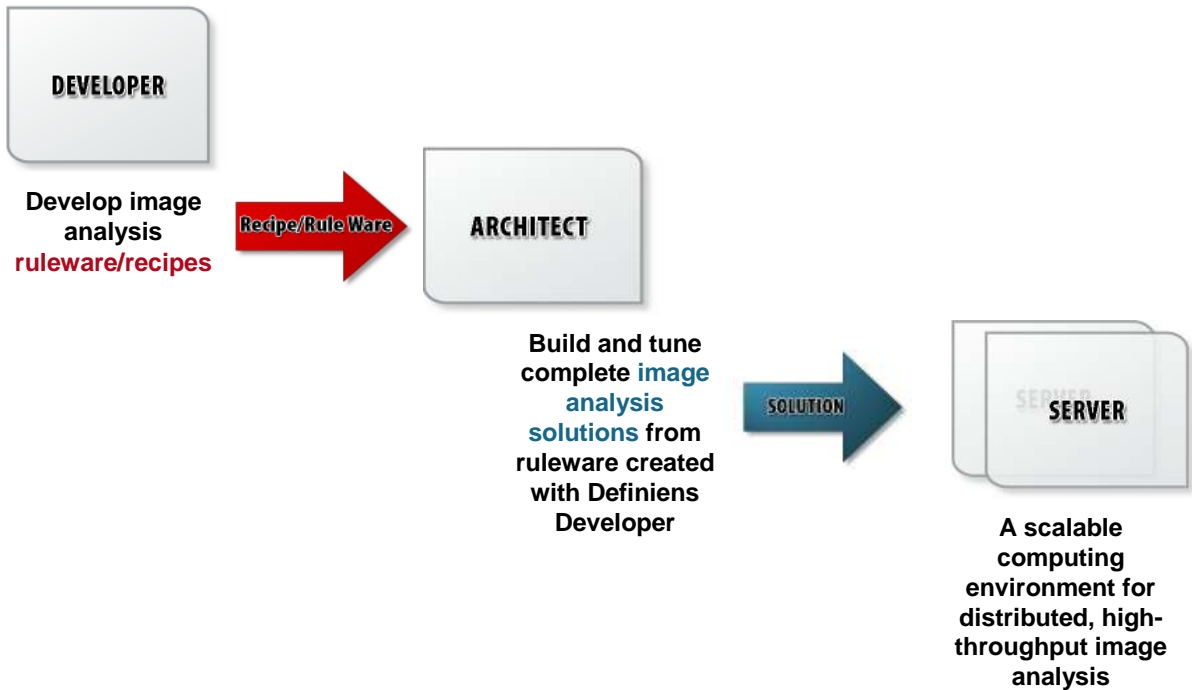 DEVELOPER
Develop image
analysis
ruleware/recipes
Recipe/Rule Ware
ARCHITECT
Build and tune
complete image
analysis
solutions from
ruleware created
with Definiens
Developer
SOLUTION
SERVER
SERVER
A scalable
computing
environment for
distributed, high-
throughput image
analysis